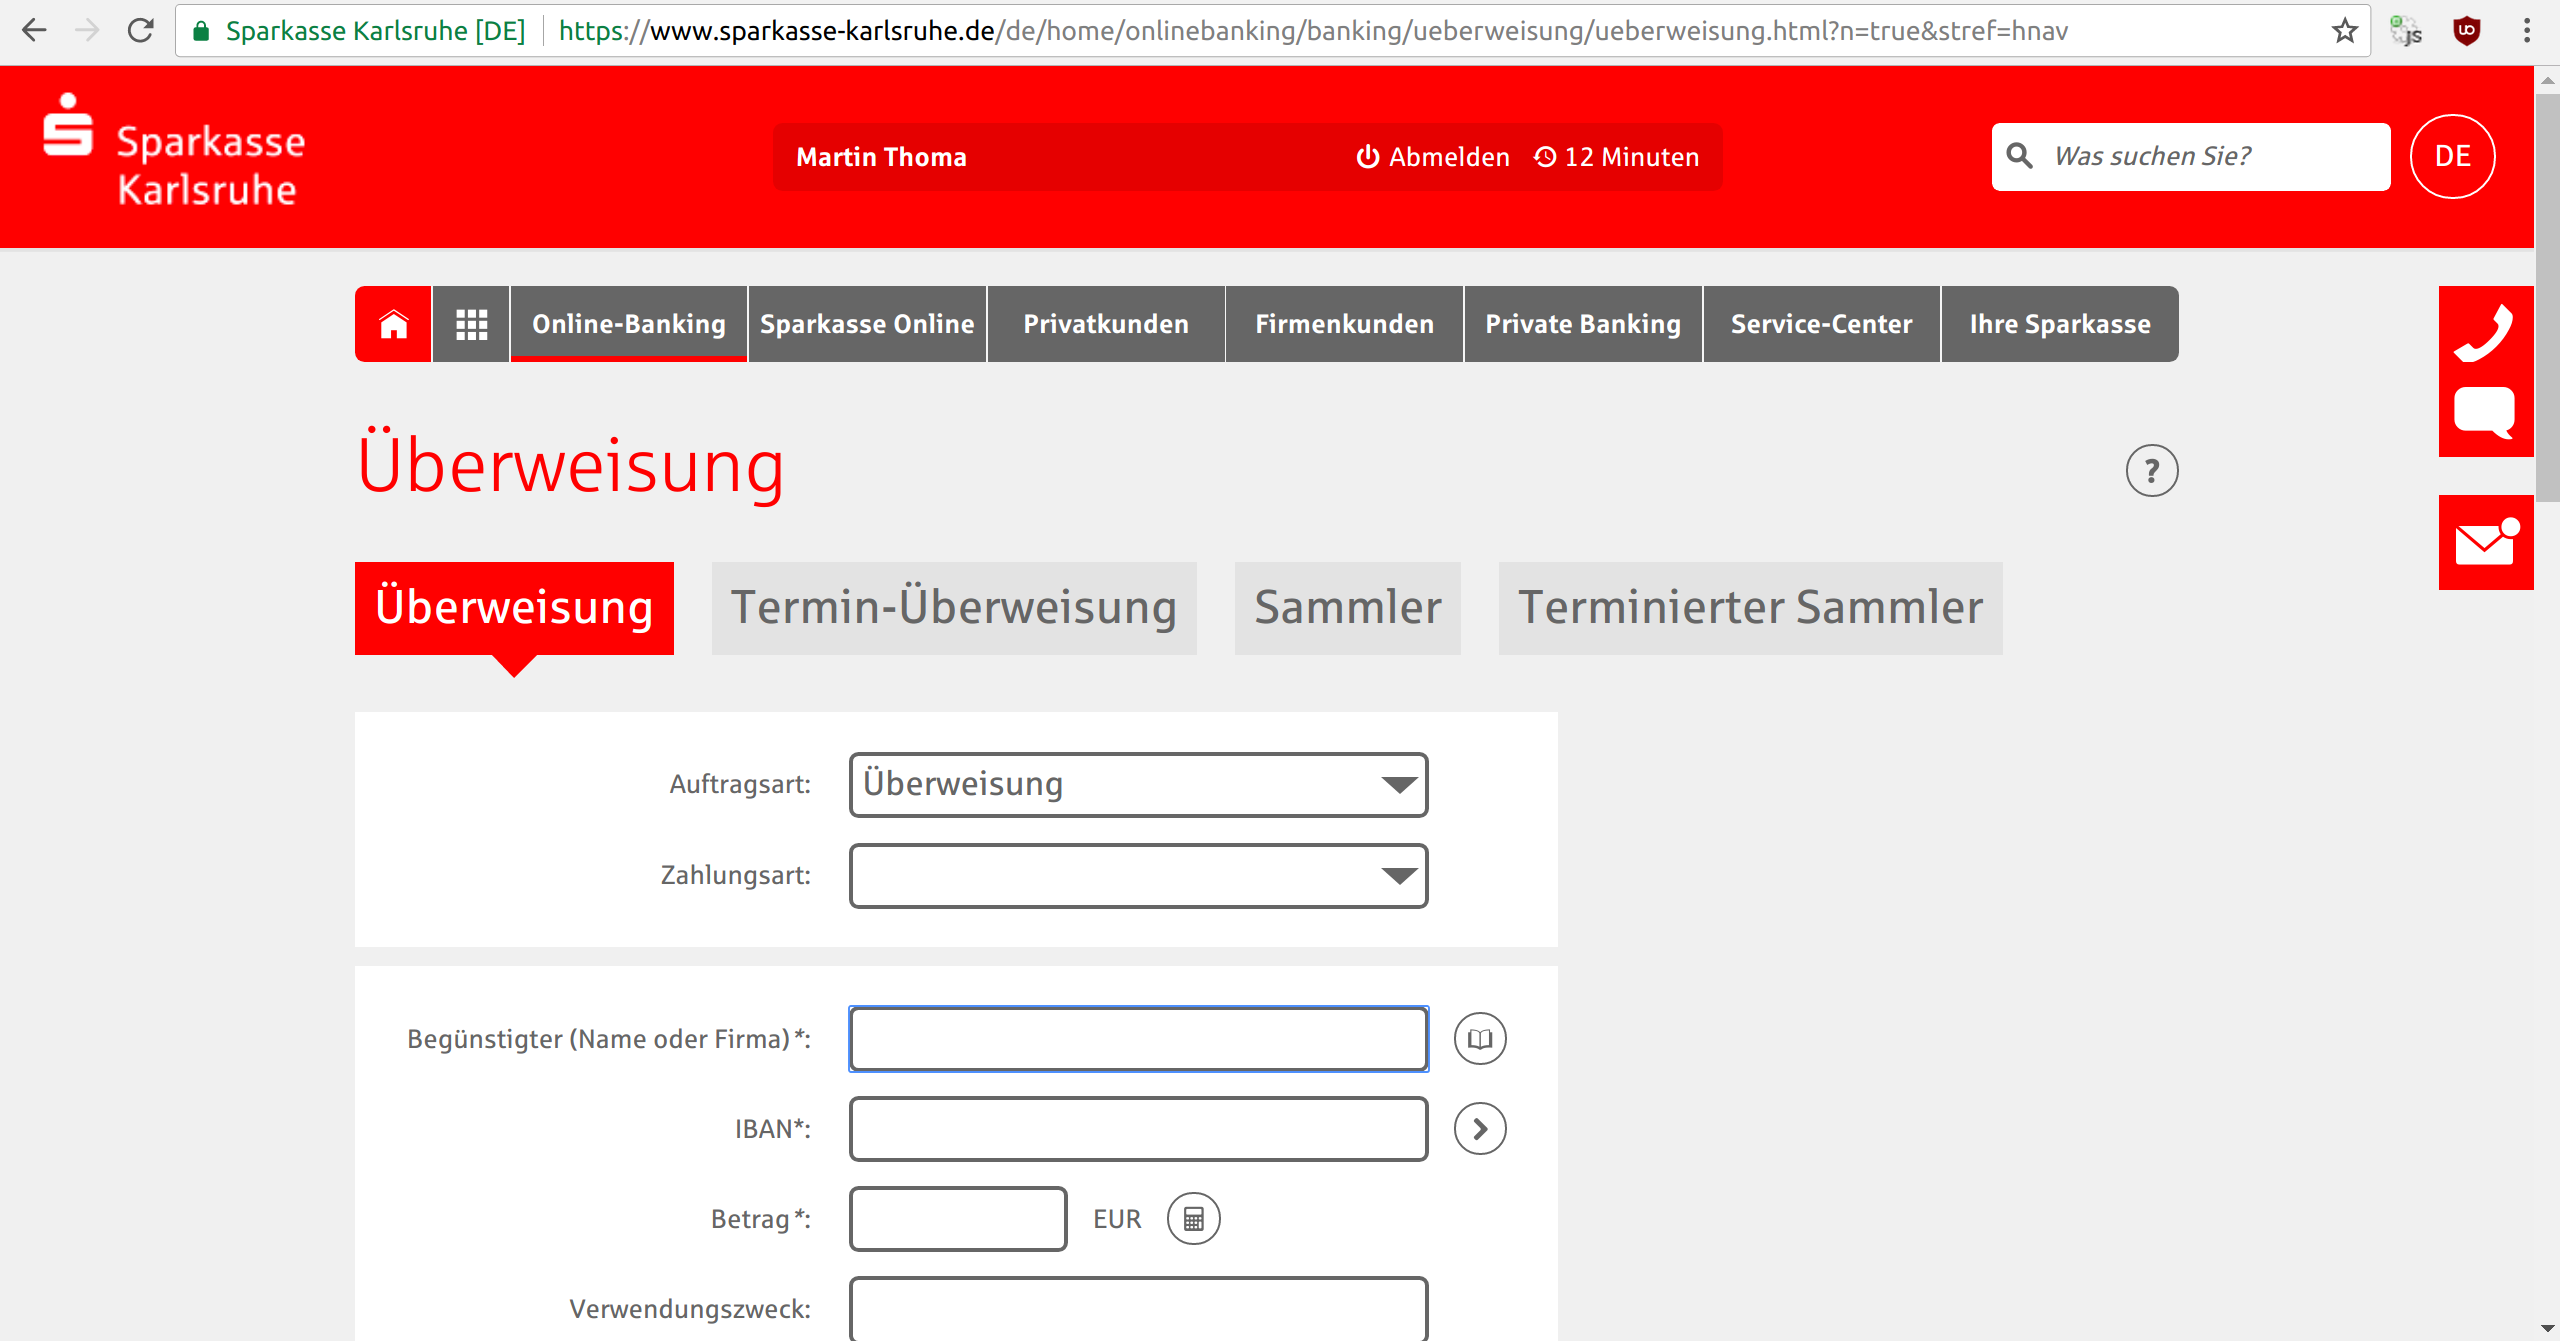 Sparkasse Karlsruhe [DE] https://www.sparkasse-karlsruhe.de/de/home/onlinebanking/banking/ueberweisung/ueberweisung.html?n=true&stref=hnav
JS
Sparkasse
Karlsruhe
Martin Thoma Abmelden 12 Minuten
Was suchen Sie? DE
Online-Banking Sparkasse Online Privatkunden Firmenkunden Private Banking Service-Center Ihre Sparkasse
Überweisung
?
Überweisung Termin-Überweisung Sammler Terminierter Sammler
Auftragsart: Überweisung
Zahlungsart:
Begünstigter (Name oder Firma)*:
IBAN*:
Betrag*: EUR
Verwendungszweck: